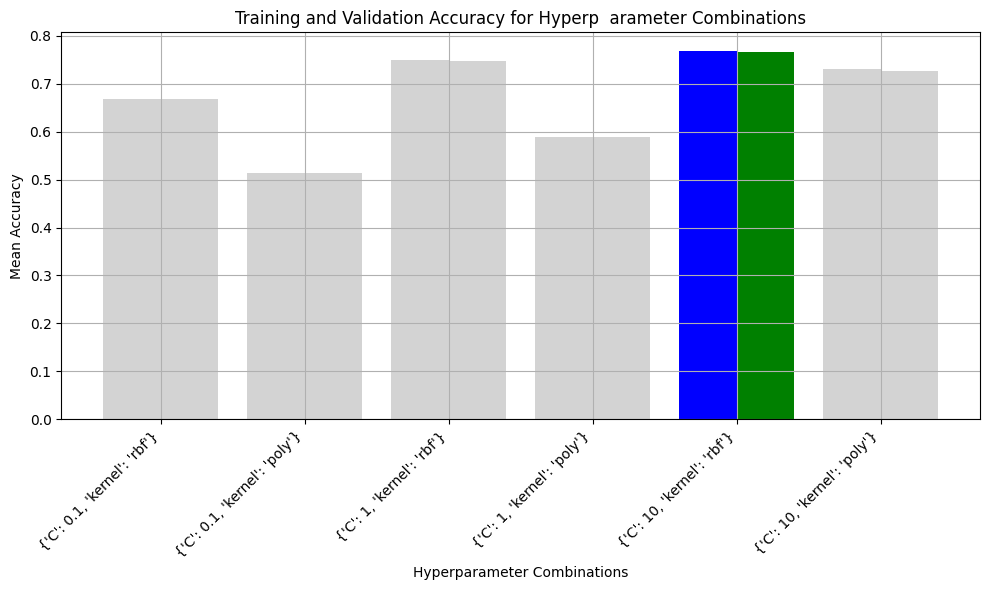 Training and Validation Accuracy for Hyperp  arameter Combinations
0.8
0.7
0.6
0.5
0.4
0.3
0.2
0.1
0.0
Mean Accuracy
{'C': 0.1, 'kernel': 'rbf'}
{'C': 0.1, 'kernel': 'poly'}
{'C': 1, 'kernel': 'rbf'}
{'C': 1, 'kernel': 'poly'}
{'C': 10, 'kernel': 'rbf'}
{'C': 10, 'kernel': 'poly'}
Hyperparameter Combinations